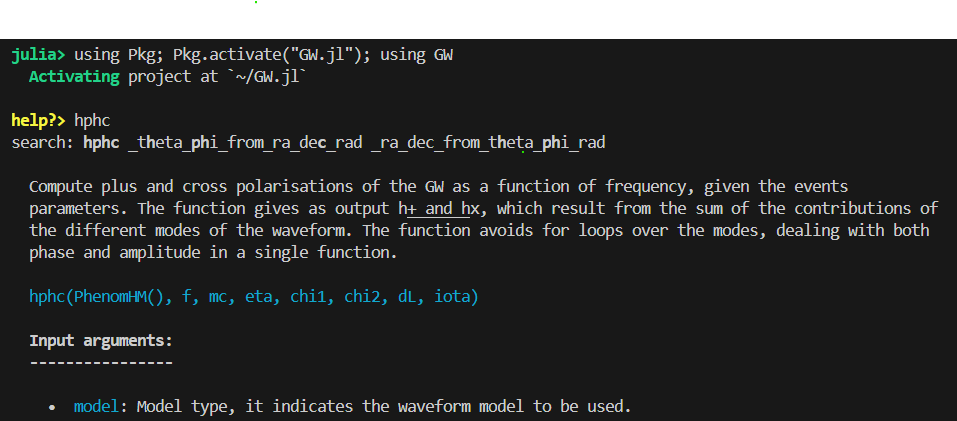 julia> using Pkg; Pkg.activate("GW.jl"); using GW
Activating project at `~/GW.jl`
help?> hphc
search: hphc _theta_phi_from_ra_dec_rad _ra_dec_from_theta_phi_rad
Compute plus and cross polarisations of the GW as a function of frequency, given the events
parameters. The function gives as output h+ and hx, which result from the sum of the contributions of
the different modes of the waveform. The function avoids for loops over the modes, dealing with both
phase and amplitude in a single function.
hphc(PhenomHM(), f, mc, eta, chi1, chi2, dL, iota)
Input arguments:
----------------
• model: Model type, it indicates the waveform model to be used.